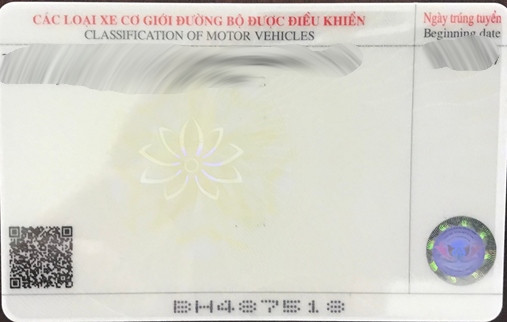 CÁC LOẠI XE CƠ GIỚI ĐƯỜNG BỘ ĐƯỢC ĐIỀU KHIỂN
CLASSIFICATION OF MOTOR VEHICLES
Ngày trúng tuyển
Beginning date
BH487518